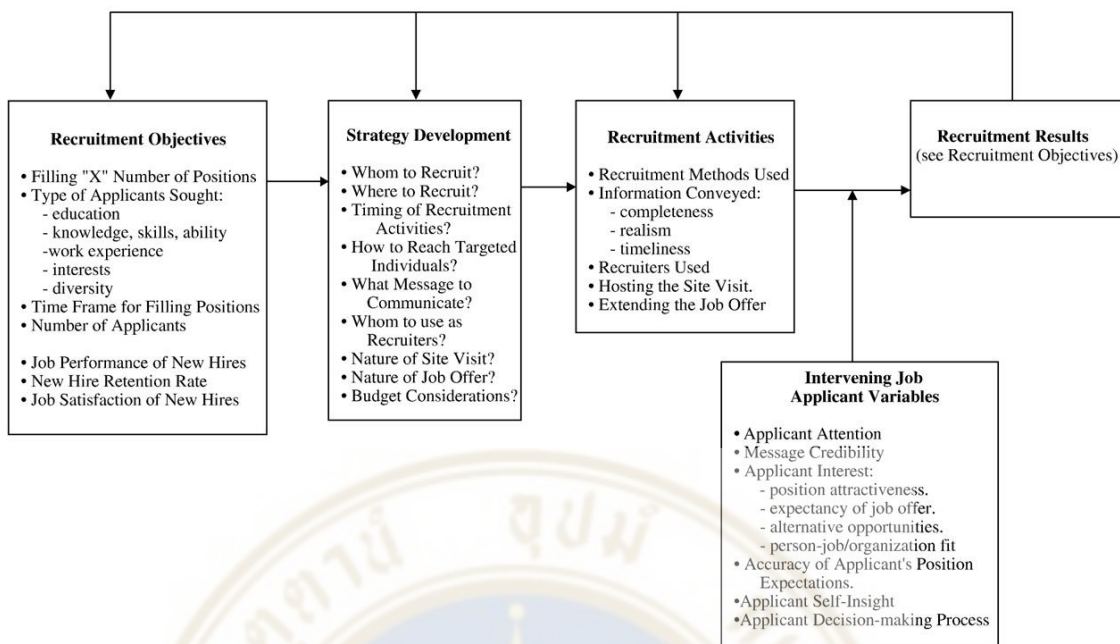 Recruitment Objectives
• Filling "X" Number of Positions
• Type of Applicants Sought:
- education
- knowledge, skills, ability
-work experience
- interests
- diversity
• Time Frame for Filling Positions
• Number of Applicants
• Job Performance of New Hires
• New Hire Retention Rate
• Job Satisfaction of New Hires
Strategy Development
• Whom to Recruit?
• Where to Recruit?
• Timing of Recruitment
Activities?
• How to Reach Targeted
Individuals?
• What Message to
Communicate?
• Whom to use as
Recruiters?
• Nature of Site Visit?
• Nature of Job Offer?
• Budget Considerations?
Recruitment Activities
• Recruitment Methods Used
• Information Conveyed:
- completeness
- realism
- timeliness
• Recruiters Used
• Hosting the Site Visit.
• Extending the Job Offer
Recruitment Results
(see Recruitment Objectives)
Intervening Job
Applicant Variables
• Applicant Attention
• Message Credibility
• Applicant Interest:
- position attractiveness.
- expectancy of job offer.
- alternative opportunities.
- person-job/organization fit
• Accuracy of Applicant's Position
Expectations.
•Applicant Self-Insight
•Applicant Decision-making Process